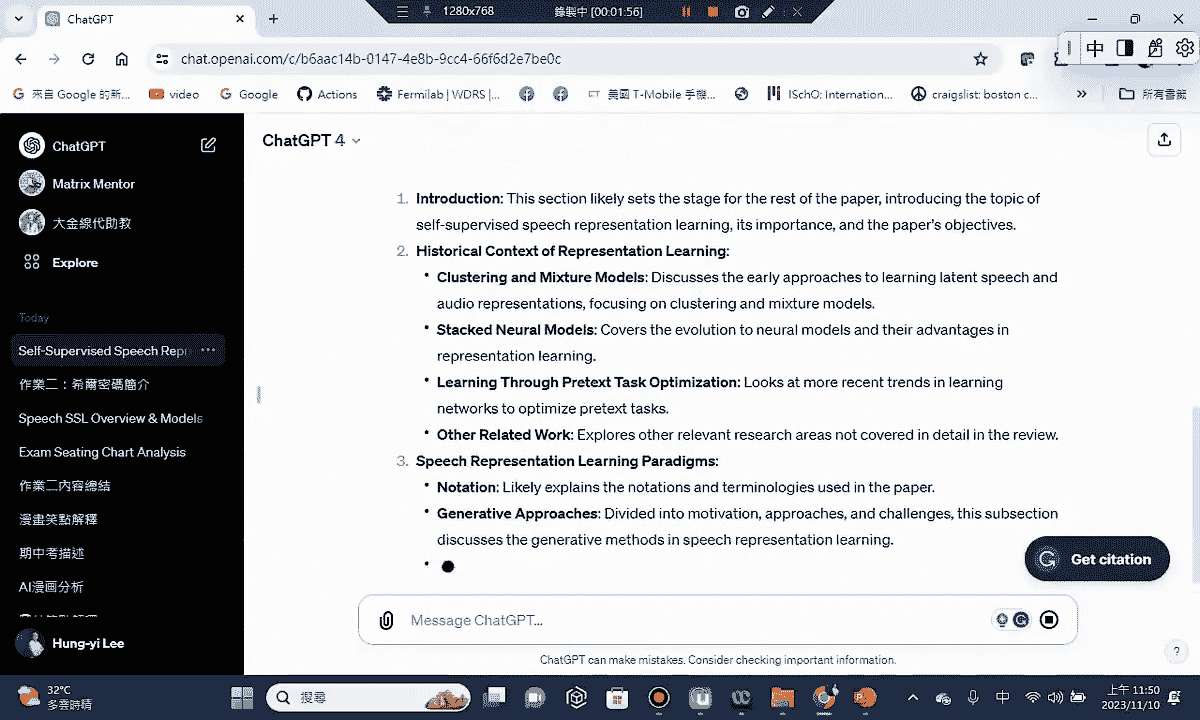 1280x768 錄製中 [00:01:56]
ChatGPT
chat.openai.com/c/b6aac14b-0147-4e8b-9cc4-66f6d2e7be0c
中
來自 Google 的新... video Google Actions Fermilab | WDRS |... 美國 T-Mobile 手機... ISchO: Internation... craigslist: boston c... » 所有書籤
ChatGPT
Matrix Mentor
大金線代助教
Explore
Today
Self-Supervised Speech Repr
作業二：希爾密碼簡介
Speech SSL Overview & Models
Exam Seating Chart Analysis
作業二內容總結
漫畫笑點解釋
期中考描述
AI漫畫分析
Hung-yi Lee
ChatGPT 4
1. Introduction: This section likely sets the stage for the rest of the paper, introducing the topic of
self-supervised speech representation learning, its importance, and the paper's objectives.
2. Historical Context of Representation Learning:
• Clustering and Mixture Models: Discusses the early approaches to learning latent speech and
audio representations, focusing on clustering and mixture models.
• Stacked Neural Models: Covers the evolution to neural models and their advantages in
representation learning.
• Learning Through Pretext Task Optimization: Looks at more recent trends in learning
networks to optimize pretext tasks.
• Other Related Work: Explores other relevant research areas not covered in detail in the review.
3. Speech Representation Learning Paradigms:
• Notation: Likely explains the notations and terminologies used in the paper.
• Generative Approaches: Divided into motivation, approaches, and challenges, this subsection
discusses the generative methods in speech representation learning.
Get citation
Message ChatGPT...
ChatGPT can make mistakes. Consider checking important information.
?
32°C
多雲時晴
搜尋
中
上午 11:50
2023/11/10